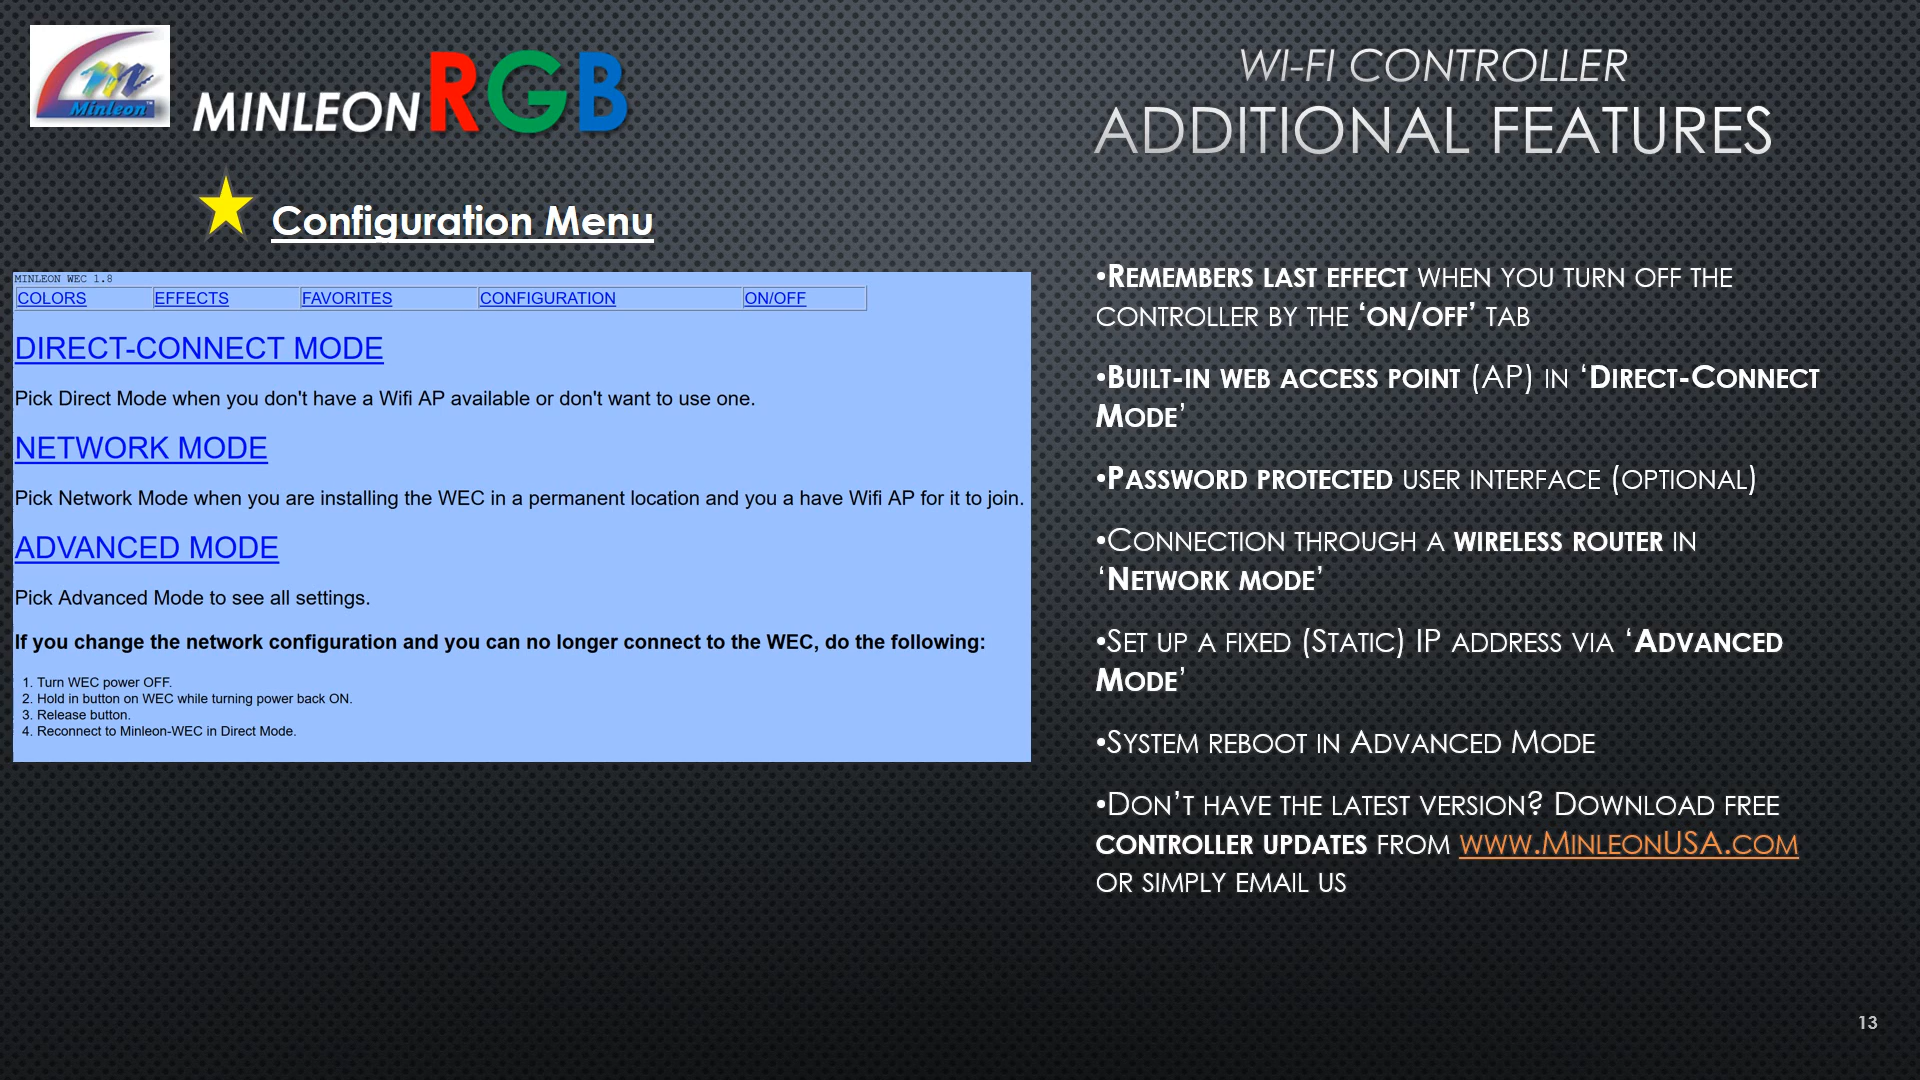 Minleon™
MINLEON RGB
WI-FI CONTROLLER
ADDITIONAL FEATURES
Configuration Menu
MINLEON WEC 1.8
COLORS EFFECTS FAVORITES CONFIGURATION ON/OFF
DIRECT-CONNECT MODE
Pick Direct Mode when you don't have a Wifi AP available or don't want to use one.
NETWORK MODE
Pick Network Mode when you are installing the WEC in a permanent location and you a have Wifi AP for it to join.
ADVANCED MODE
Pick Advanced Mode to see all settings.
If you change the network configuration and you can no longer connect to the WEC, do the following:
1. Turn WEC power OFF.
2. Hold in button on WEC while turning power back ON.
3. Release button.
4. Reconnect to Minleon-WEC in Direct Mode.
•Remembers last effect when you turn off the
controller by the ‘on/off’ tab
•Built-in web access point (AP) in ‘Direct-Connect
Mode’
•Password protected user interface (optional)
•Connection through a wireless router in
‘Network mode’
•Set up a fixed (Static) IP address via ‘Advanced
Mode’
•System reboot in Advanced Mode
•Don’t have the latest version? Download free
controller updates from www.MinleonUSA.com
or simply email us
13